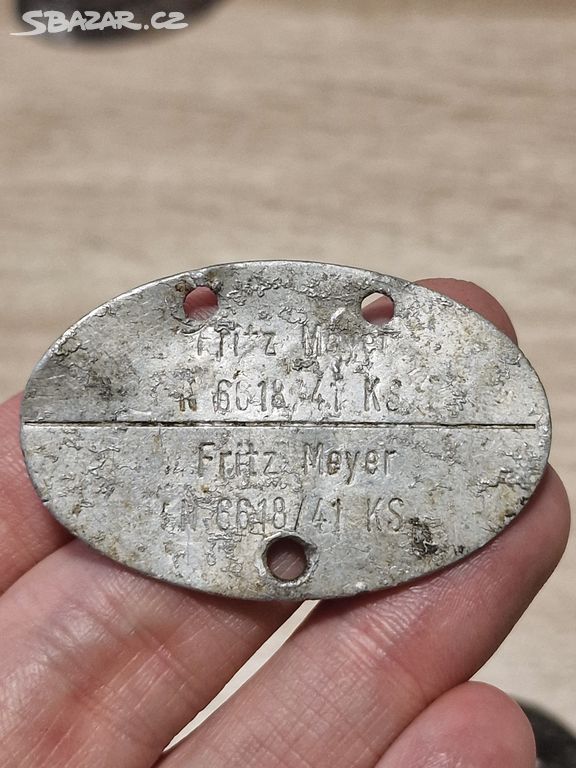 SBAZAR.CZ
Fritz Meyer
N 6618/41 KS
Fritz Meyer
N 6618/41 KS